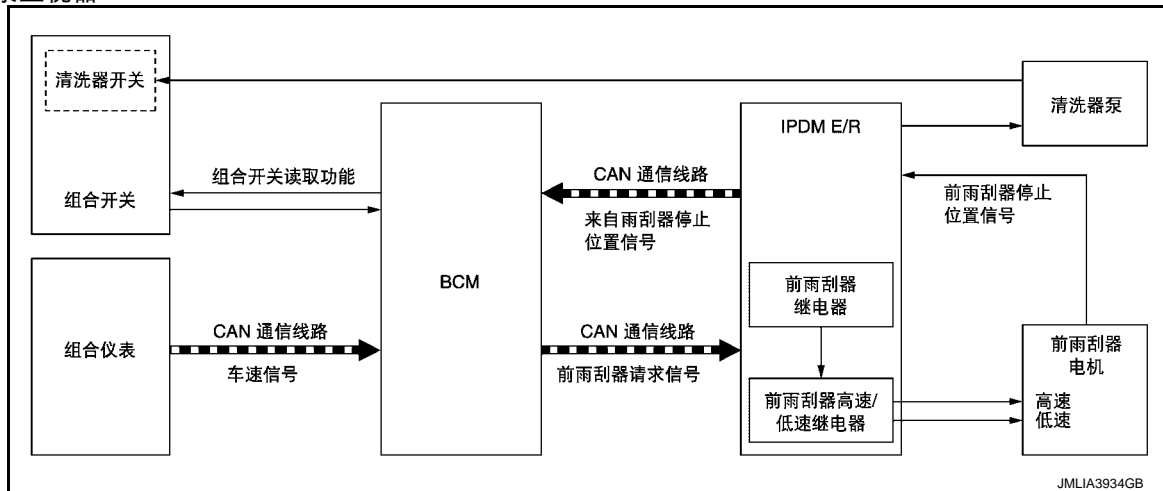 清洗器开关
组合开关
组合开关读取功能
组合仪表
CAN 通信线路
车速信号
BCM
CAN 通信线路
来自雨刮器停止
位置信号
CAN 通信线路
前雨刮器请求信号
IPDM E/R
前雨刮器
继电器
前雨刮器高速/
低速继电器
清洗器泵
前雨刮器停止
位置信号
前雨刮器
电机
高速
低速
JMLIA3934GB